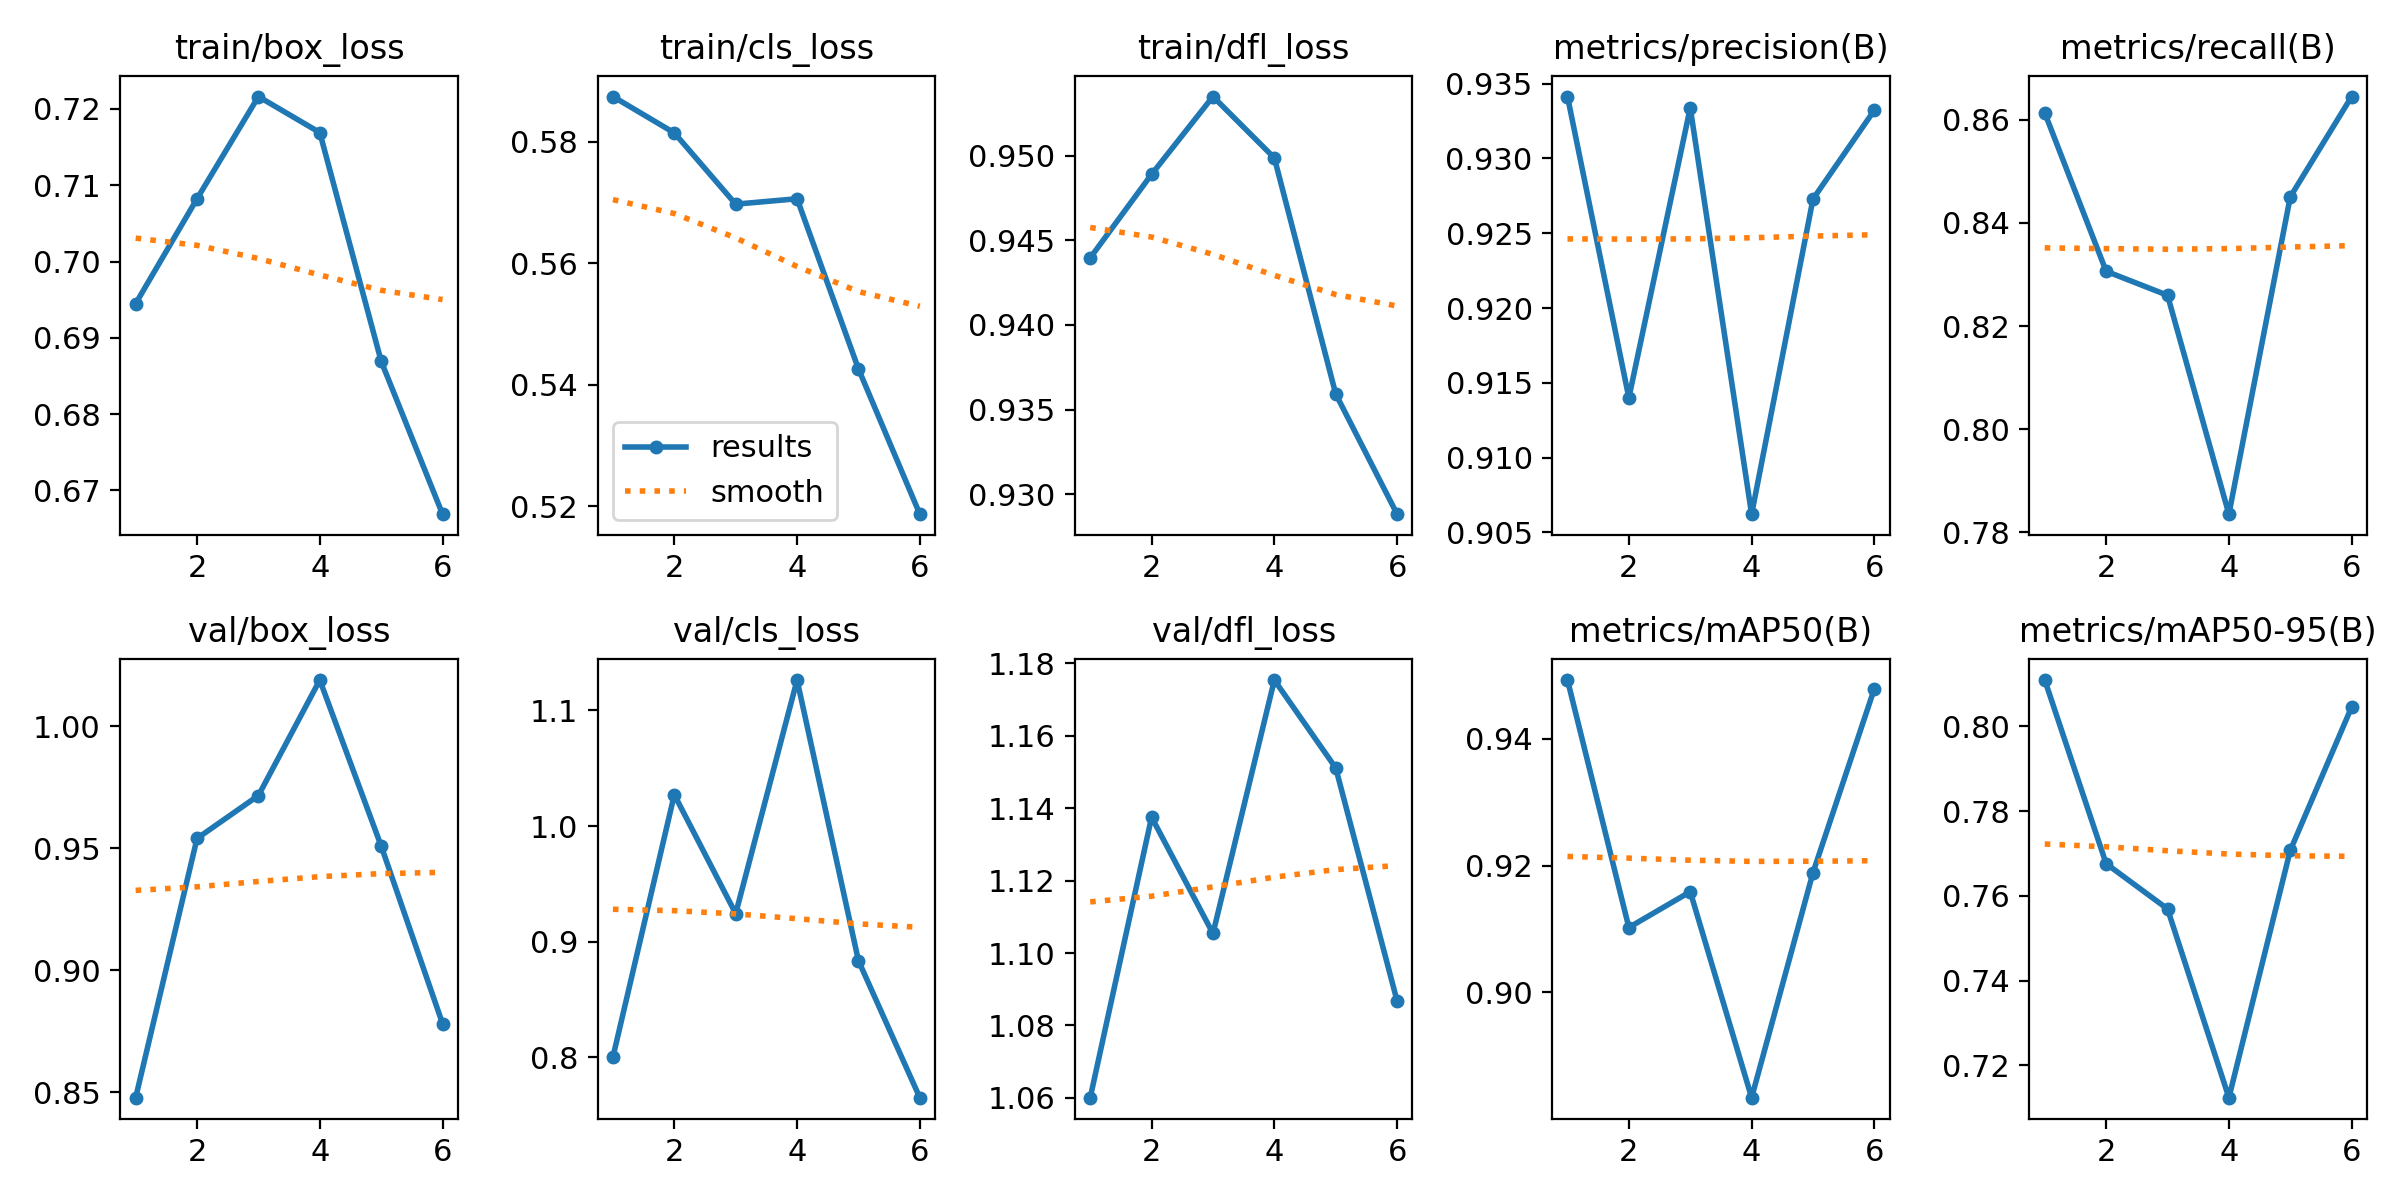 train/box_loss
0.72
0.71
0.70
0.69
0.68
0.67
2 4 6
train/cls_loss
0.58
0.56
0.54
0.52
results
smooth
2 4 6
train/dfl_loss
0.950
0.945
0.940
0.935
0.930
2 4 6
metrics/precision(B)
0.935
0.930
0.925
0.920
0.915
0.910
0.905
2 4 6
metrics/recall(B)
0.86
0.84
0.82
0.80
0.78
2 4 6
val/box_loss
1.00
0.95
0.90
0.85
2 4 6
val/cls_loss
1.1
1.0
0.9
0.8
2 4 6
val/dfl_loss
1.18
1.16
1.14
1.12
1.10
1.08
1.06
2 4 6
metrics/mAP50(B)
0.94
0.92
0.90
2 4 6
metrics/mAP50-95(B)
0.80
0.78
0.76
0.74
0.72
2 4 6